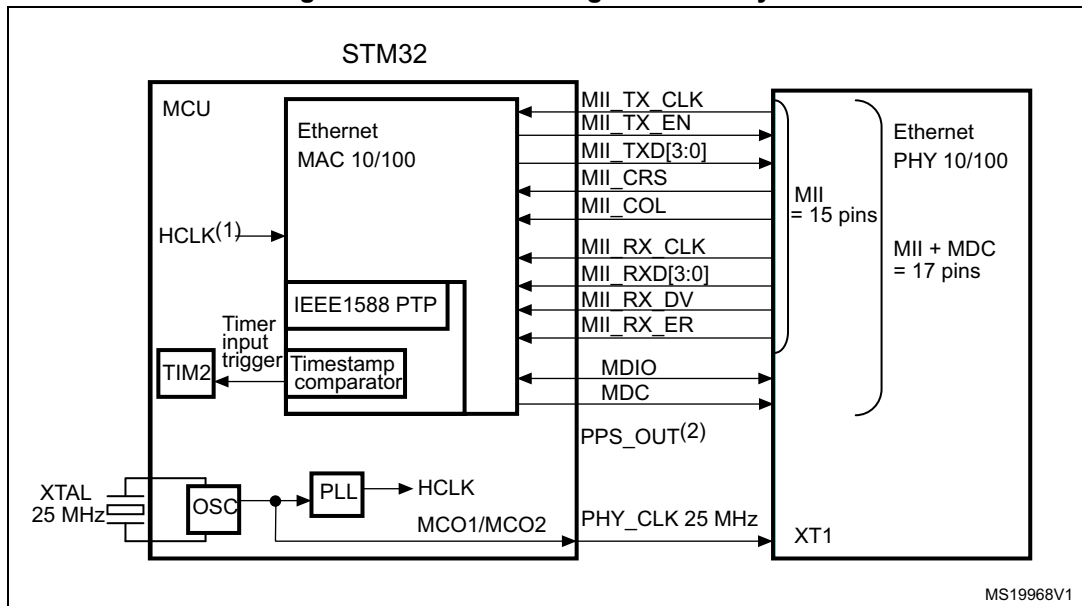 STM32
MCU
Ethernet
MAC 10/100
HCLK(1)
IEEE1588 PTP
Timer
input
trigger
Timestamp
comparator
TIM2
XTAL
25 MHz
OSC
PLL
HCLK
MCO1/MCO2
MII_TX_CLK
MII_TX_EN
MII_TXD[3:0]
MII_CRS
MII_COL
MII_RX_CLK
MII_RXD[3:0]
MII_RX_DV
MII_RX_ER
MDIO
MDC
PPS_OUT(2)
PHY_CLK 25 MHz
MII
= 15 pins
Ethernet
PHY 10/100
MII + MDC
= 17 pins
XT1
MS19968V1